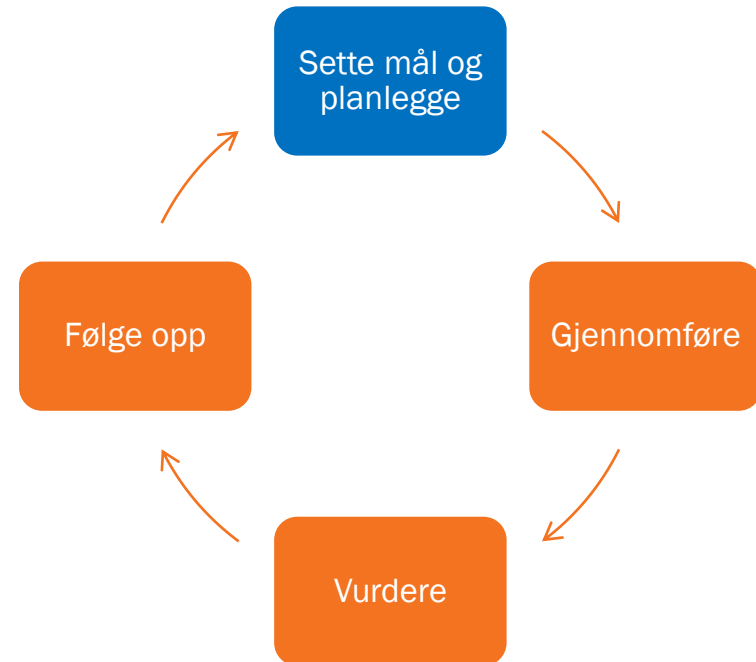 Sette mål og
planlegge
Gjennomføre
Vurdere
Følge opp